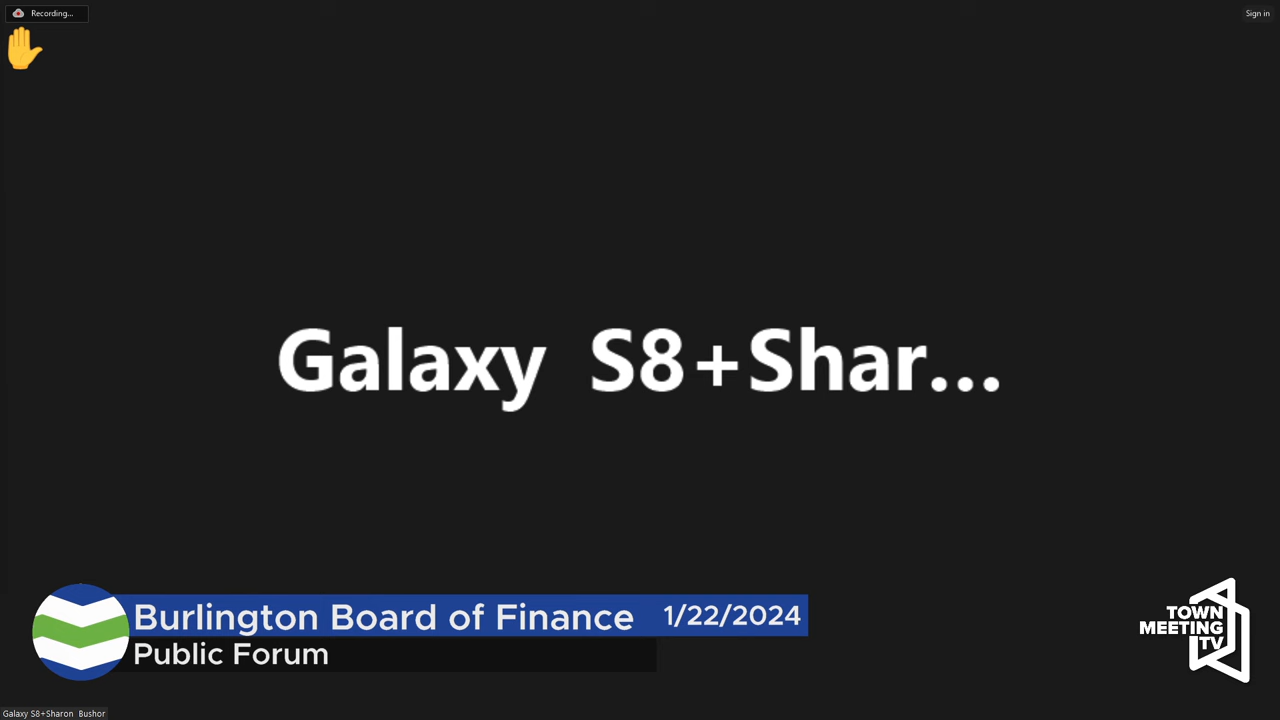 Recording...
Sign in
Galaxy S8+Shar...
Burlington Board of Finance 1/22/2024
Public Forum
TOWN
MEETING
TV
Galaxy S8+Sharon Bushor